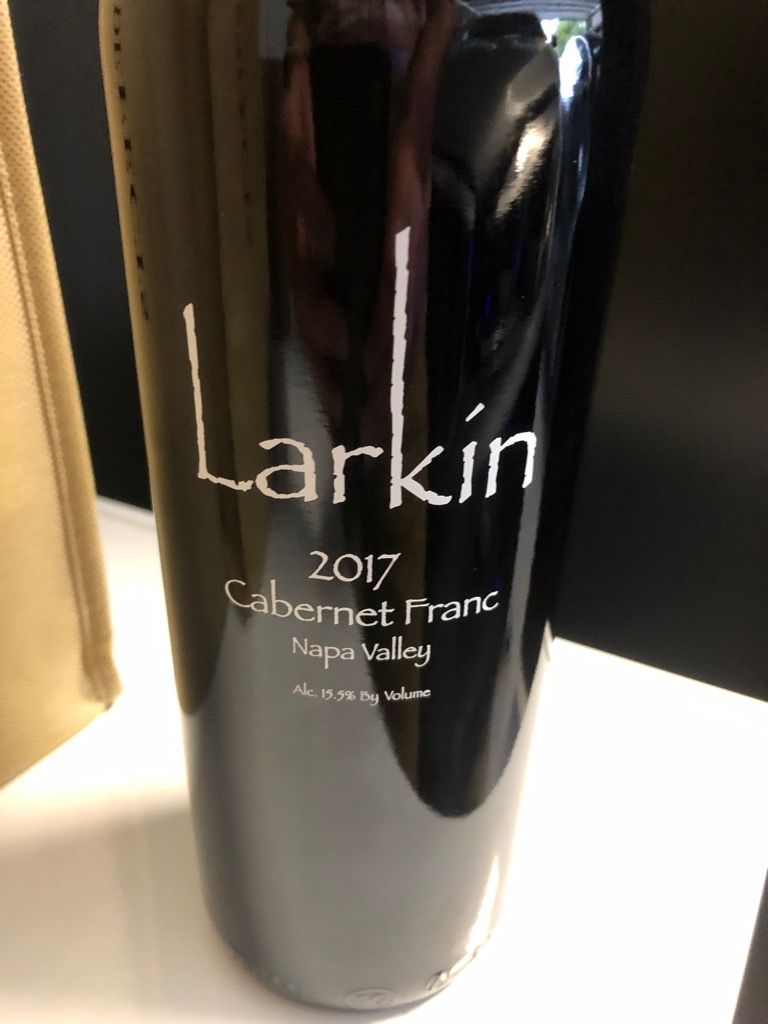 Larkin
2017
Cabernet Franc
Napa Valley
Alc. 15.5% By Volume